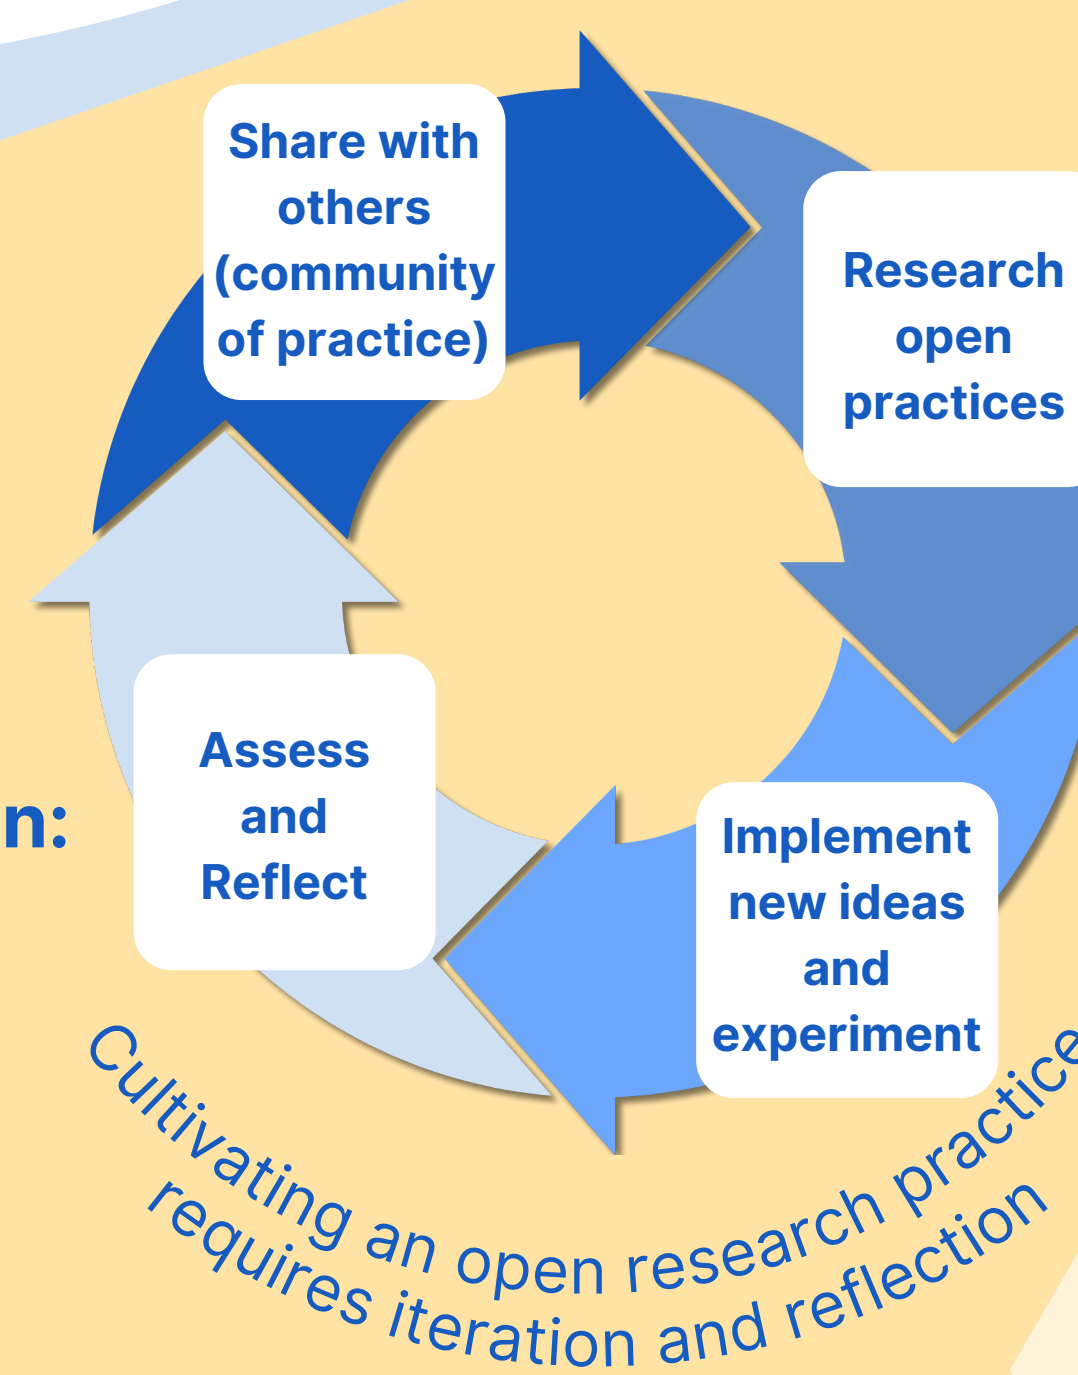 Share with
others
(community
of practice)
Research
open
practices
Assess
and
Reflect
n:
Implement
new ideas
and
experiment
Cultivating an open research practice
requires iteration and reflection